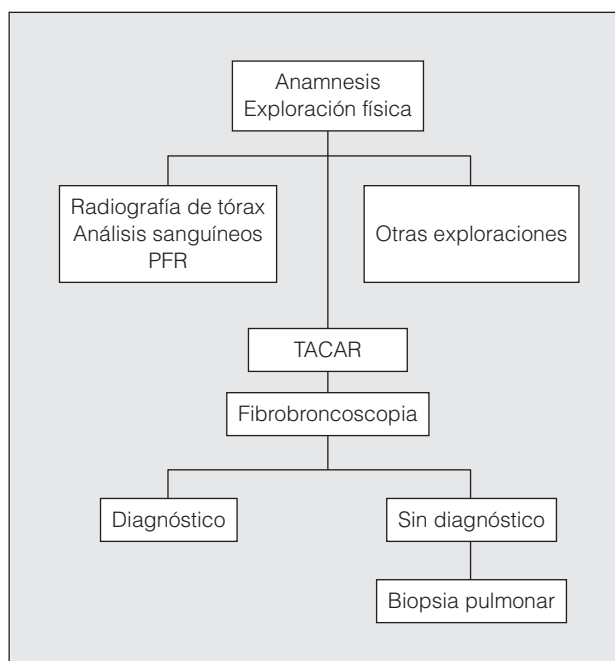 Anamnesis
Exploración física
Radiografía de tórax
Análisis sanguíneos
PFR
Otras exploraciones
TACAR
Fibrobroncoscopia
Diagnóstico
Sin diagnóstico
Biopsia pulmonar